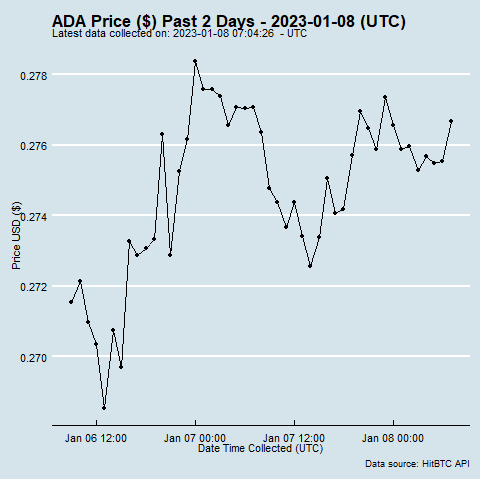 ADA Price ($) Past 2 Days - 2023-01-08 (UTC)
Latest data collected on: 2023-01-08 07:04:26 - UTC
0.278
0.276
0.274
0.272
0.270
Price USD ($)
Jan 06 12:00 Jan 07 00:00 Jan 07 12:00 Jan 08 00:00
Date Time Collected (UTC)
Data source: HitBTC API